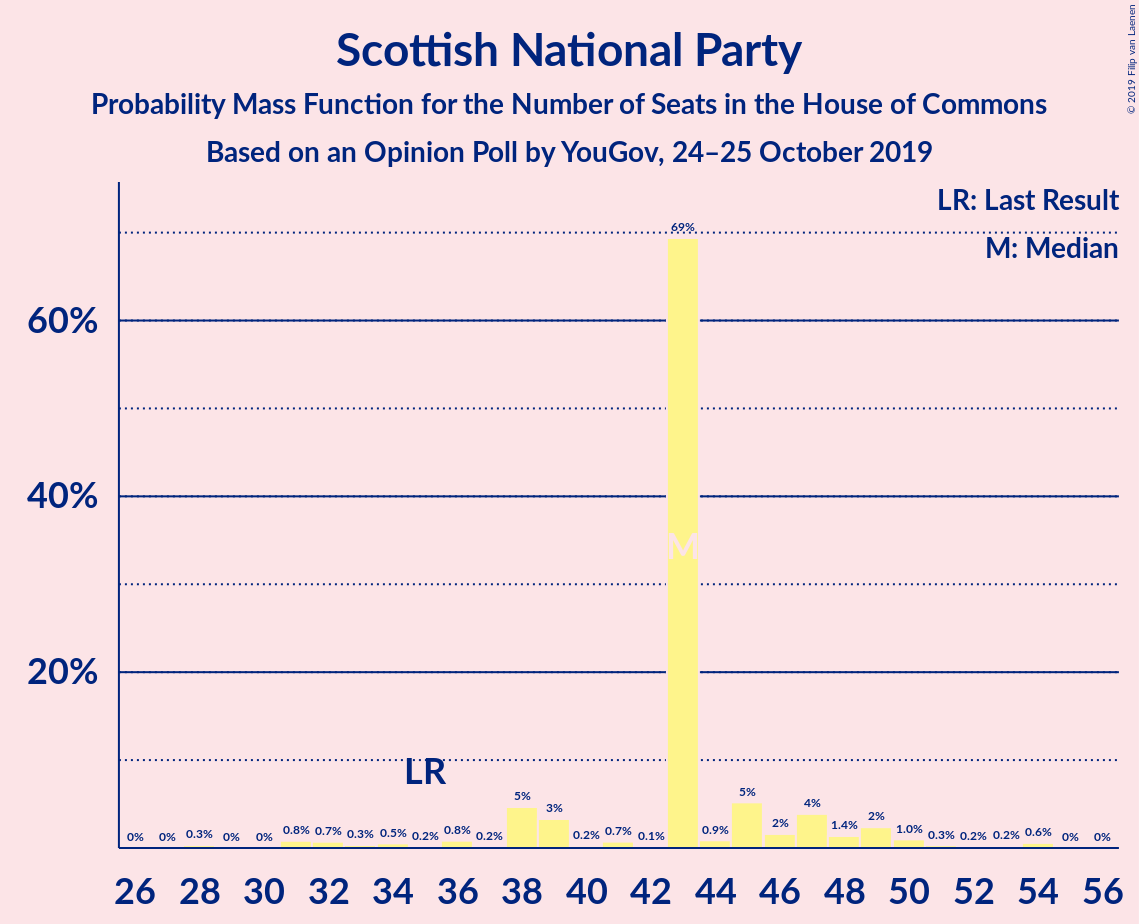 Scottish National Party
Probability Mass Function for the Number of Seats in the House of Commons
Based on an Opinion Poll by YouGov, 24–25 October 2019
© 2019 Filip van Laenen
LR: Last Result
M: Median
60%
40%
20%
69%
M
LR
0% 0% 0.3% 0% 0% 0.8% 0.7% 0.3% 0.5% 0.2% 0.8% 0.2% 5% 3% 0.2% 0.7% 0.1% 0.9% 5% 2% 4% 1.4% 2% 1.0% 0.3% 0.2% 0.2% 0.6% 0% 0%
26 28 30 32 34 36 38 40 42 44 46 48 50 52 54 56